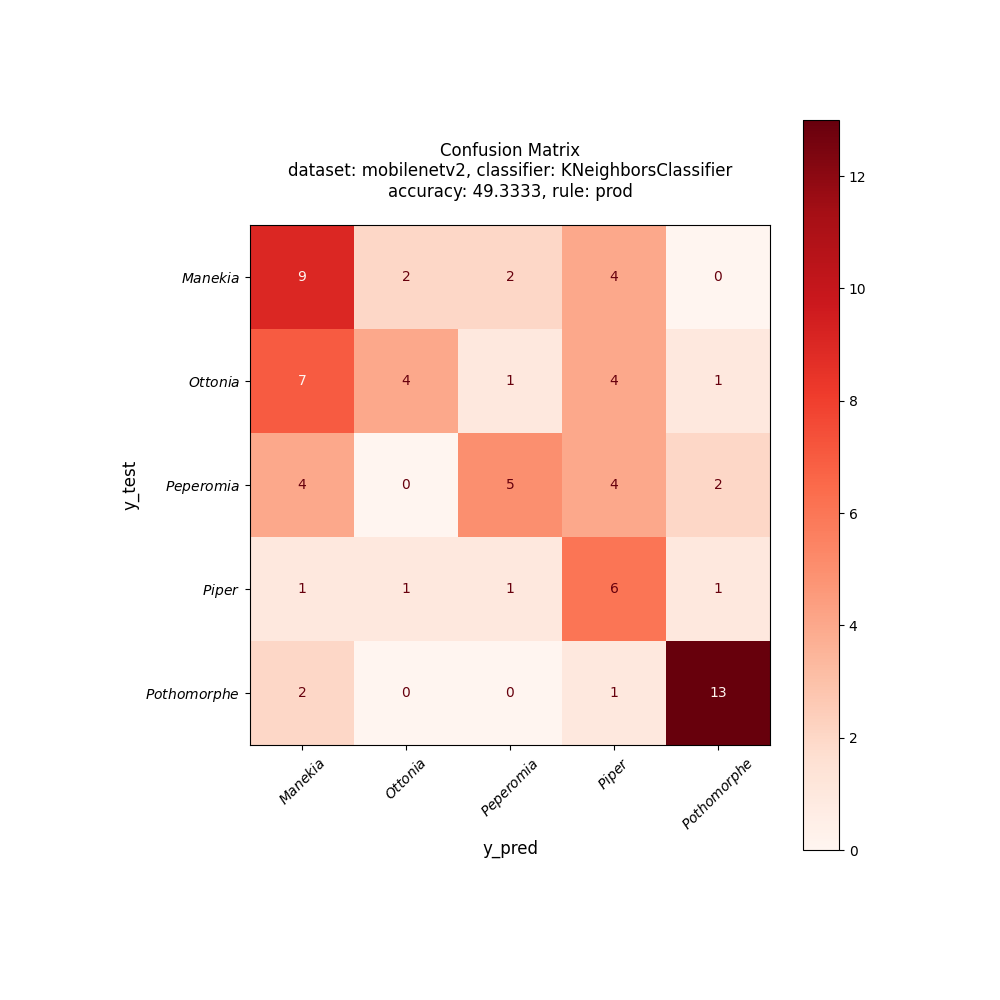 Confusion Matrix
dataset: mobilenetv2, classifier: KNeighborsClassifier
accuracy: 49.3333, rule: prod
y_test
Manekia 9 2 2 4 0
Ottonia 7 4 1 4 1
Peperomia 4 0 5 4 2
Piper 1 1 1 6 1
Pothomorphe 2 0 0 1 13
Manekia Ottonia Peperomia Piper Pothomorphe
y_pred
12
10
8
6
4
2
0